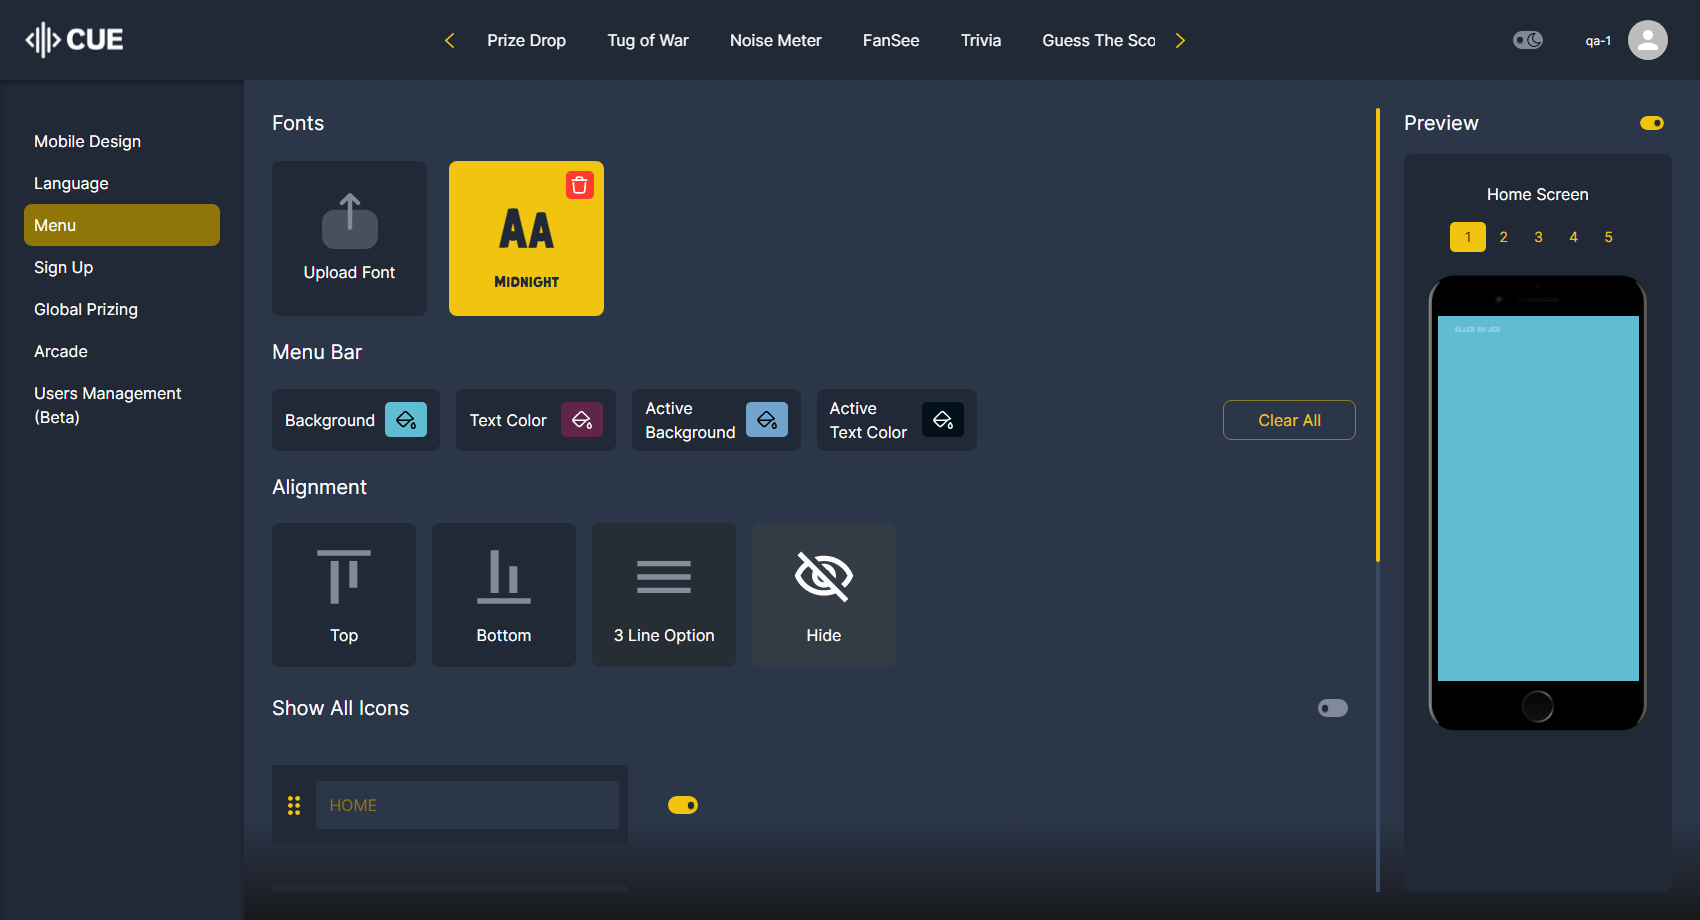 CUE
Prize Drop
Tug of War
Noise Meter
FanSee
Trivia
Guess The Sco
qa-1
Mobile Design
Language
Menu
Sign Up
Global Prizing
Arcade
Users Management
(Beta)
Fonts
Upload Font
AA
MIDNIGHT
Menu Bar
Background
Text Color
Active
Background
Active
Text Color
Clear All
Alignment
Top
Bottom
3 Line Option
Hide
Show All Icons
HOME
Preview
Home Screen
1 2 3 4 5